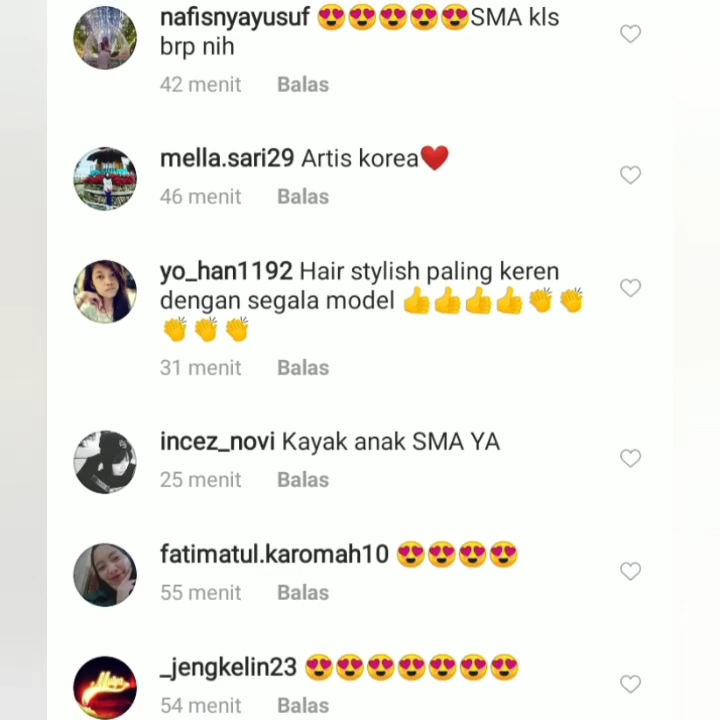 nafisnyayusuf 😍😍😍😍😍SMA kls
brp nih
42 menit Balas
mella.sari29 Artis korea❤️
46 menit Balas
yo_han1192 Hair stylish paling keren
dengan segala model 👍👍👍👍👏👏
👏👏👏
31 menit Balas
incez_novi Kayak anak SMA YA
25 menit Balas
fatimatul.karomah10 😍😍😍😍
55 menit Balas
_jengkelin23 😍😍😍😍😍😍😍
54 menit Balas